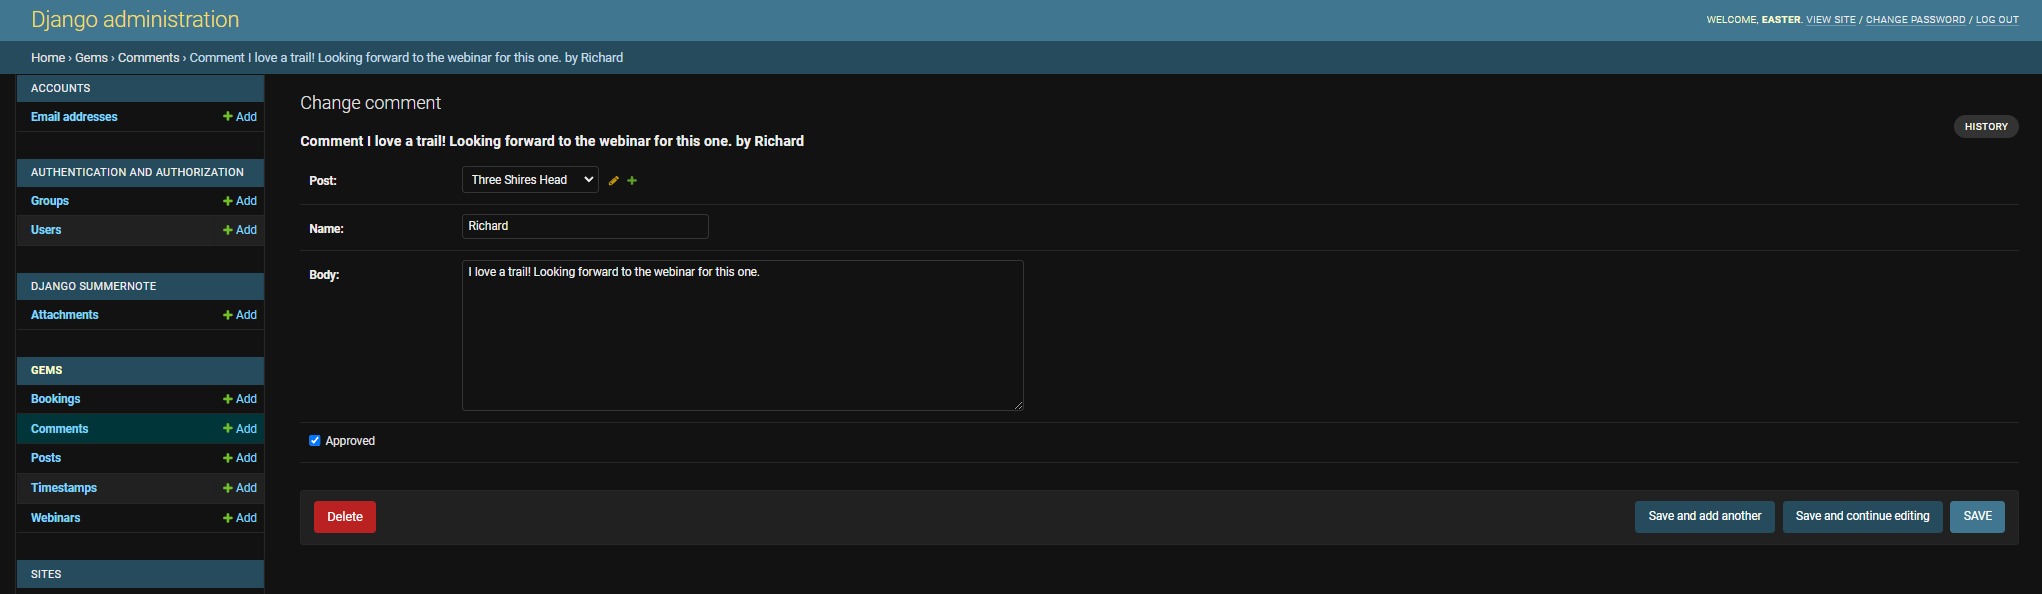 Django administration
WELCOME, EASTER. VIEW SITE / CHANGE PASSWORD / LOG OUT
Home › Gems › Comments › Comment I love a trail! Looking forward to the webinar for this one. by Richard
ACCOUNTS
Email addresses + Add
AUTHENTICATION AND AUTHORIZATION
Groups + Add
Users + Add
DJANGO SUMMERNOTE
Attachments + Add
GEMS
Bookings + Add
Comments + Add
Posts + Add
Timestamps + Add
Webinars + Add
SITES
Change comment
HISTORY
Comment I love a trail! Looking forward to the webinar for this one. by Richard
Post: Three Shires Head
Name: Richard
Body: I love a trail! Looking forward to the webinar for this one.
Approved
Delete Save and add another Save and continue editing SAVE